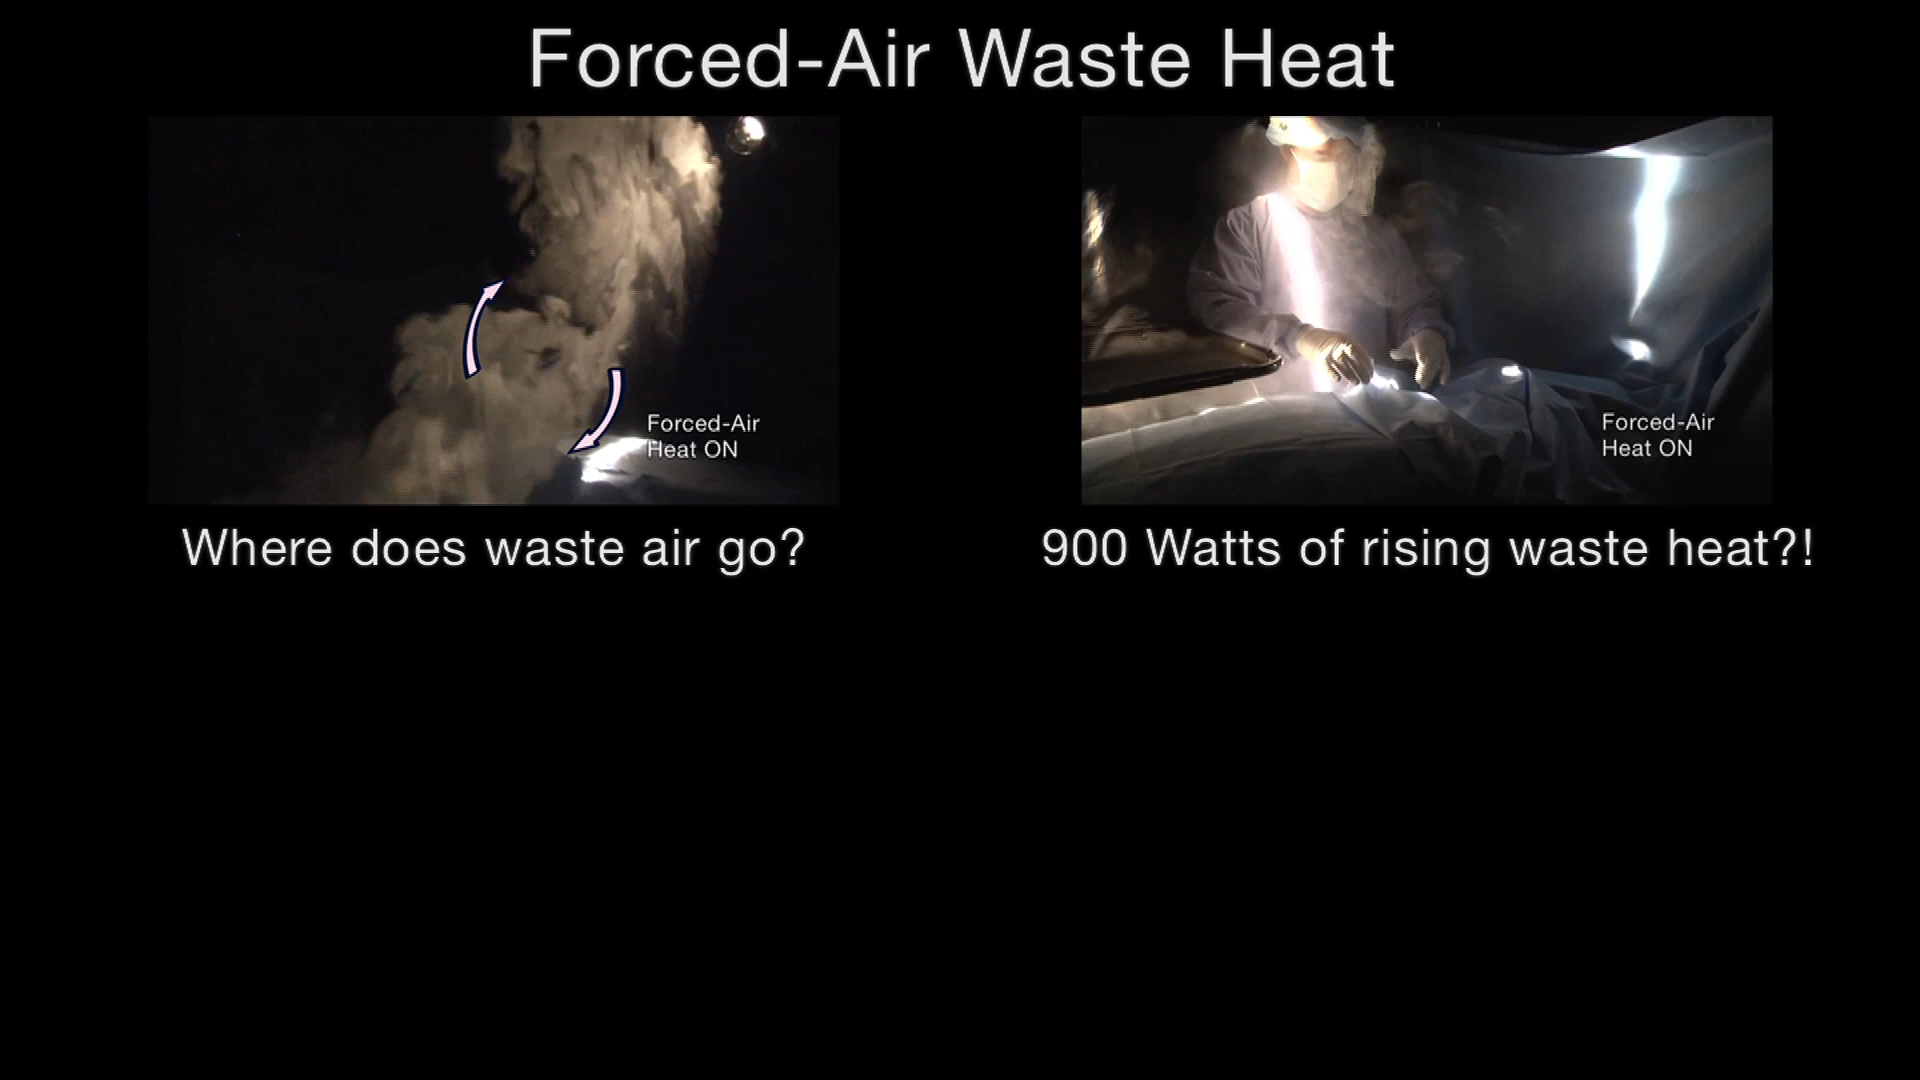 Forced-Air Waste Heat
Forced-Air
Heat ON
Forced-Air
Heat ON
Where does waste air go?
900 Watts of rising waste heat?!